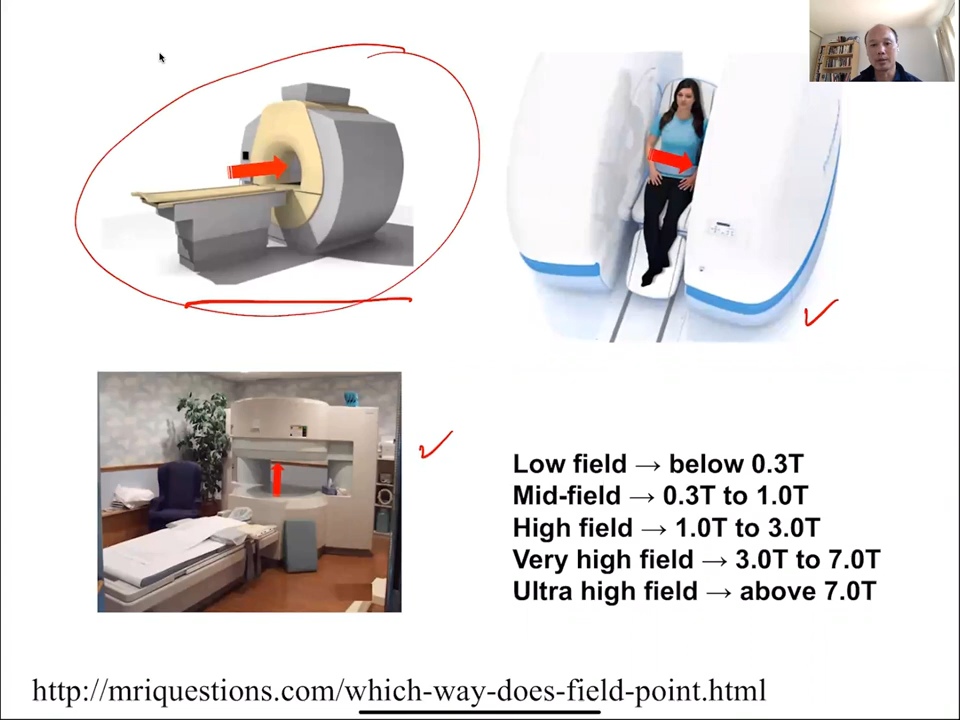 Low field → below 0.3T
Mid-field → 0.3T to 1.0T
High field → 1.0T to 3.0T
Very high field → 3.0T to 7.0T
Ultra high field → above 7.0T
http://mriquestions.com/which-way-does-field-point.html